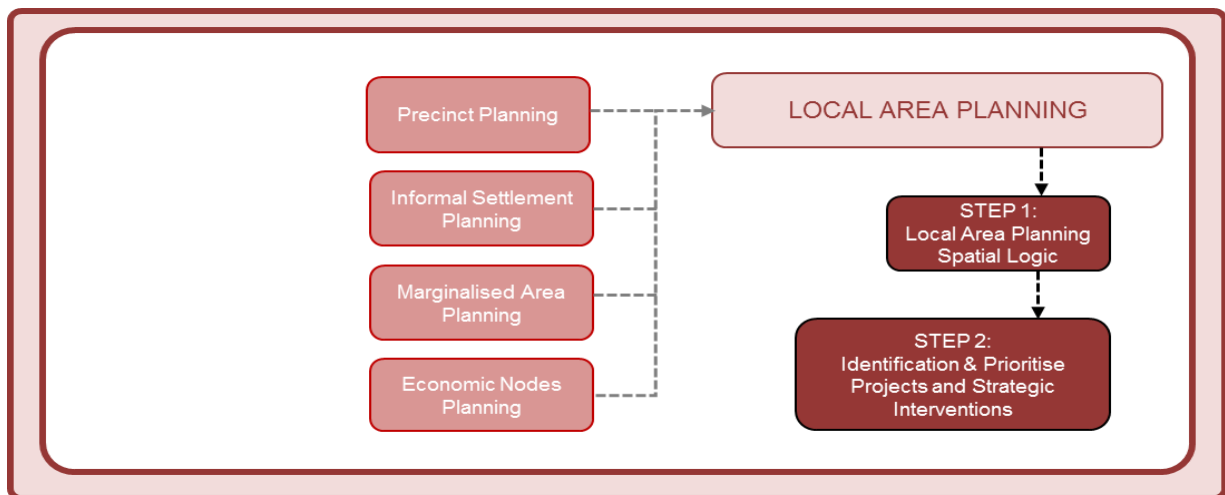 Precinct Planning
LOCAL AREA PLANNING
Informal Settlement
Planning
Marginalised Area
Planning
Economic Nodes
Planning
STEP 1:
Local Area Planning
Spatial Logic
STEP 2:
Identification & Prioritise
Projects and Strategic
Interventions